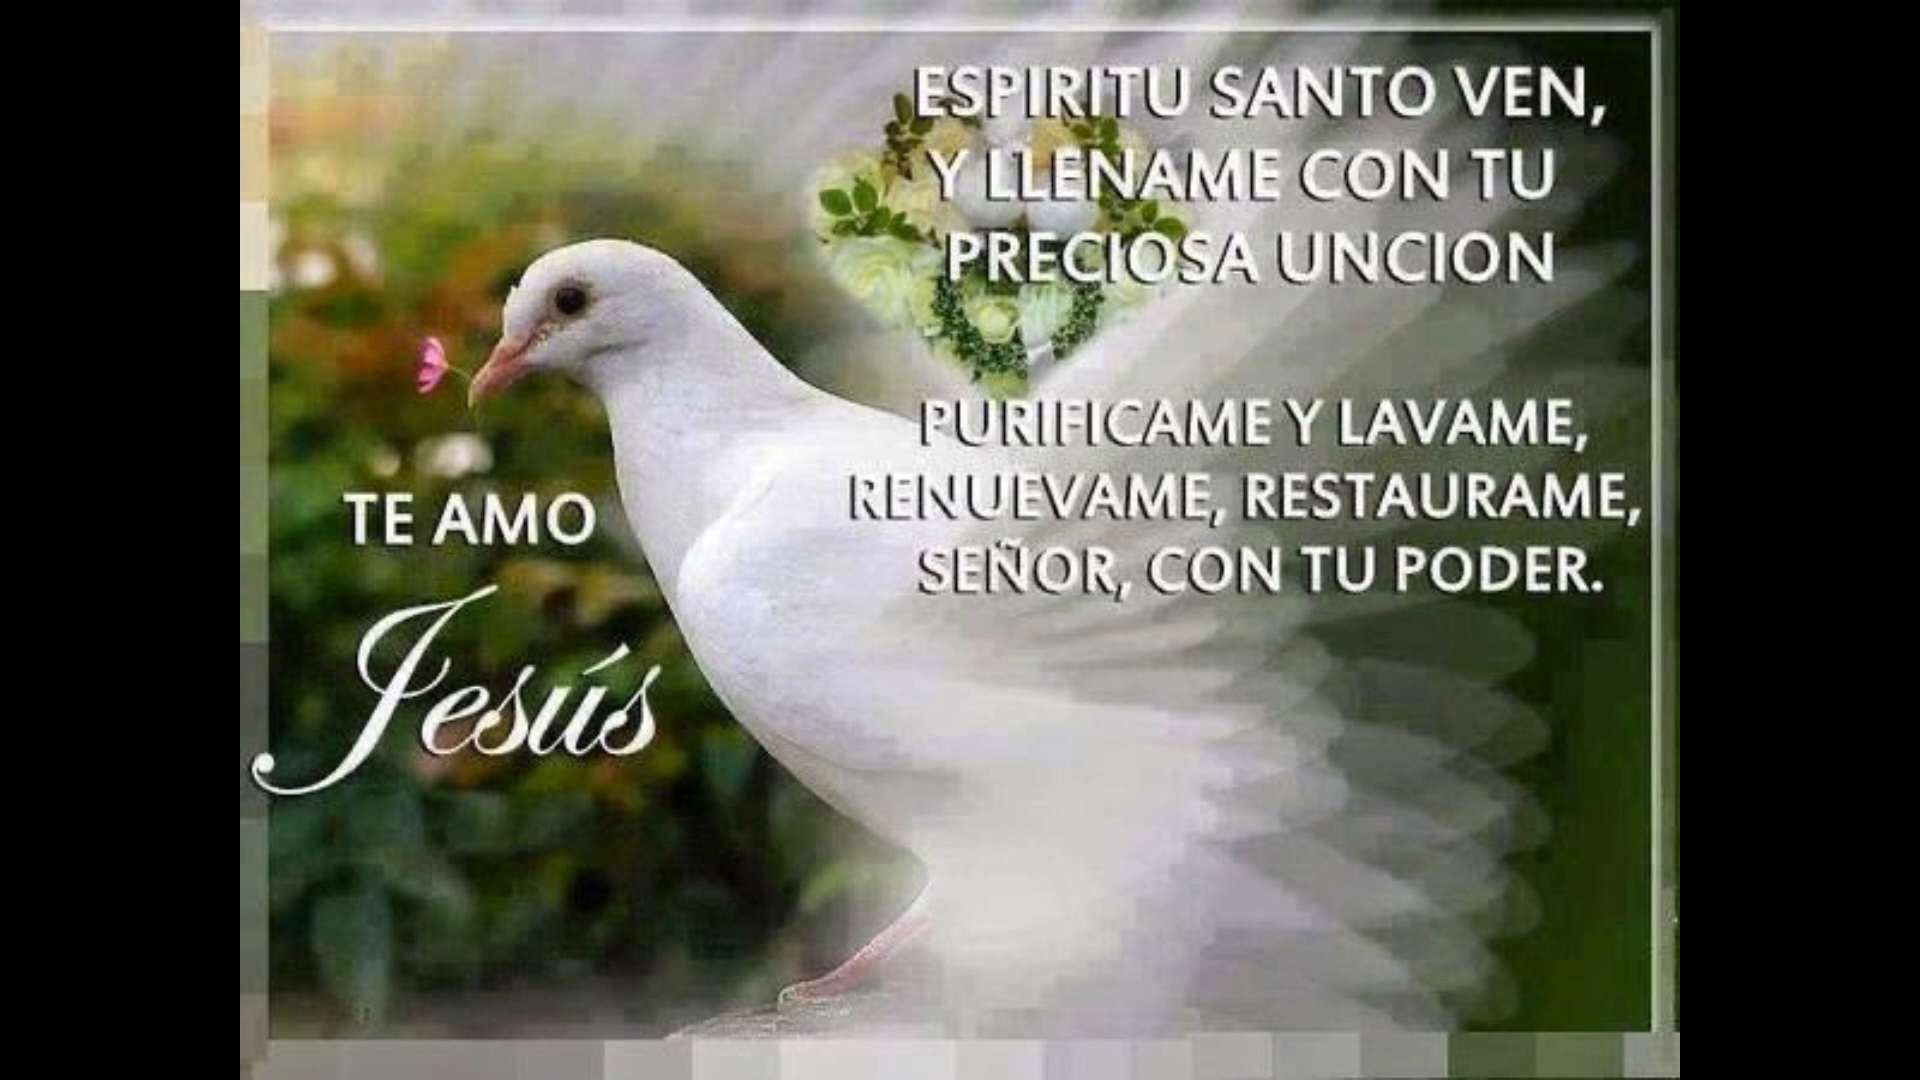 ESPIRITU SANTO VEN,
Y LLENAME CON TU
PRECIOSA UNCION
PURIFICAME Y LAVAME,
RENUEVAME, RESTAURAME,
SEÑOR, CON TU PODER.
TE AMO
Jesús